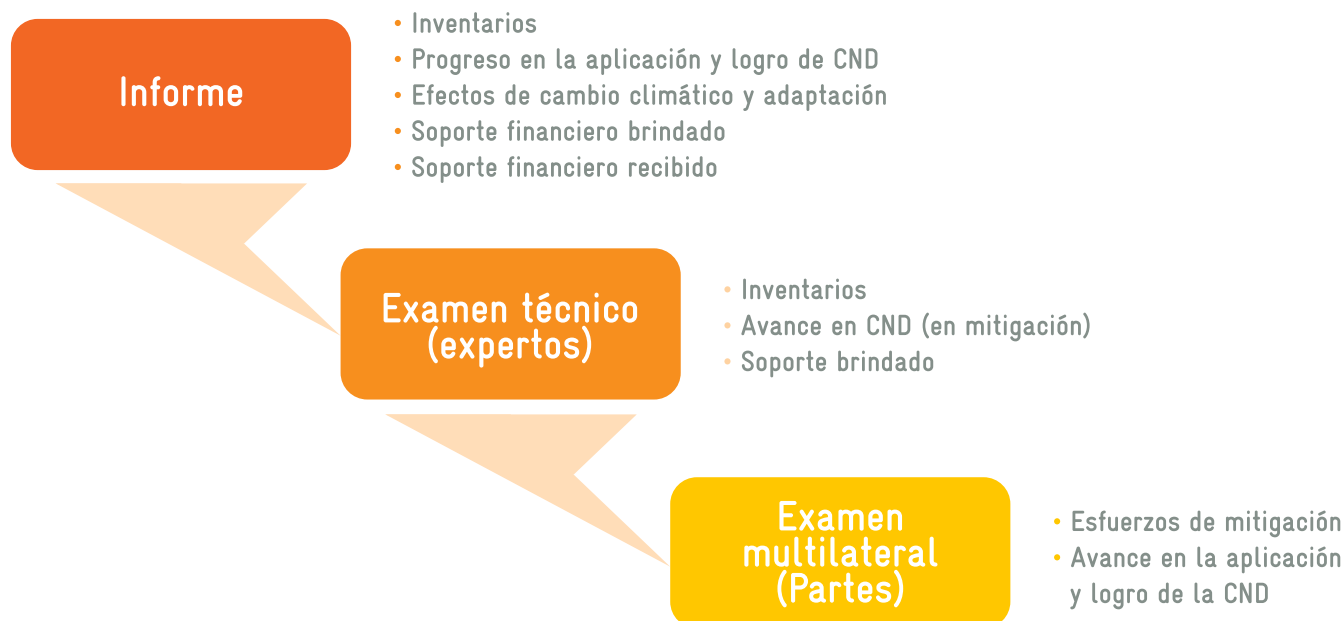 Informe
• Inventarios
• Progreso en la aplicación y logro de CND
• Efectos de cambio climático y adaptación
• Soporte financiero brindado
• Soporte financiero recibido
Examen técnico
(expertos)
• Inventarios
• Avance en CND (en mitigación)
• Soporte brindado
Examen
multilateral
(Partes)
• Esfuerzos de mitigación
• Avance en la aplicación
y logro de la CND